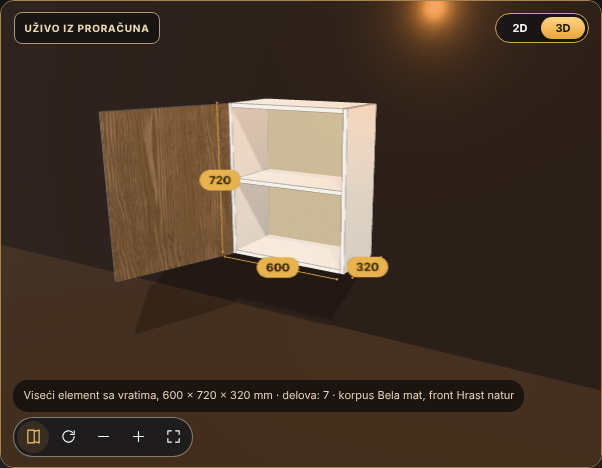 UŽIVO IZ PRORAČUNA
2D 3D
720
600
320
Viseći element sa vratima, 600 × 720 × 320 mm · delova: 7 · korpus Bela mat, front Hrast natur